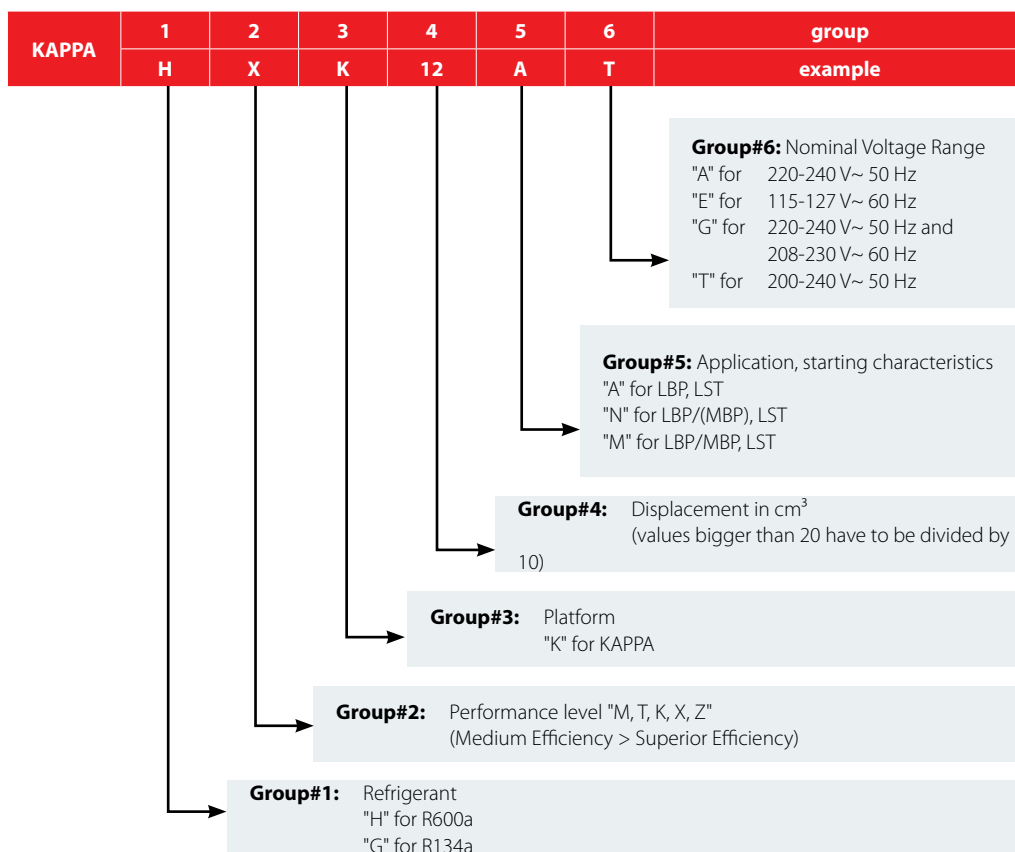 KAPPA 1 2 3 4 5 6 group
H X K 12 A T example
Group#6: Nominal Voltage Range
"A" for 220-240 V~ 50 Hz
"E" for 115-127 V~ 60 Hz
"G" for 220-240 V~ 50 Hz and
208-230 V~ 60 Hz
"T" for 200-240 V~ 50 Hz
Group#5: Application, starting characteristics
"A" for LBP, LST
"N" for LBP/(MBP), LST
"M" for LBP/MBP, LST
Group#4: Displacement in cm³
(values bigger than 20 have to be divided by
10)
Group#3: Platform
"K" for KAPPA
Group#2: Performance level "M, T, K, X, Z"
(Medium Efficiency > Superior Efficiency)
Group#1: Refrigerant
"H" for R600a
"G" for R134a